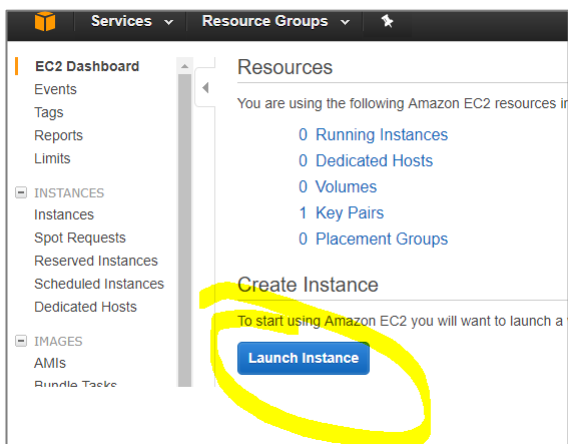 Services Resource Groups
EC2 Dashboard
Events
Tags
Reports
Limits
INSTANCES
Instances
Spot Requests
Reserved Instances
Scheduled Instances
Dedicated Hosts
IMAGES
AMIs
Bundle Tasks
Resources
You are using the following Amazon EC2 resources in
0 Running Instances
0 Dedicated Hosts
0 Volumes
1 Key Pairs
0 Placement Groups
Create Instance
To start using Amazon EC2 you will want to launch a
Launch Instance